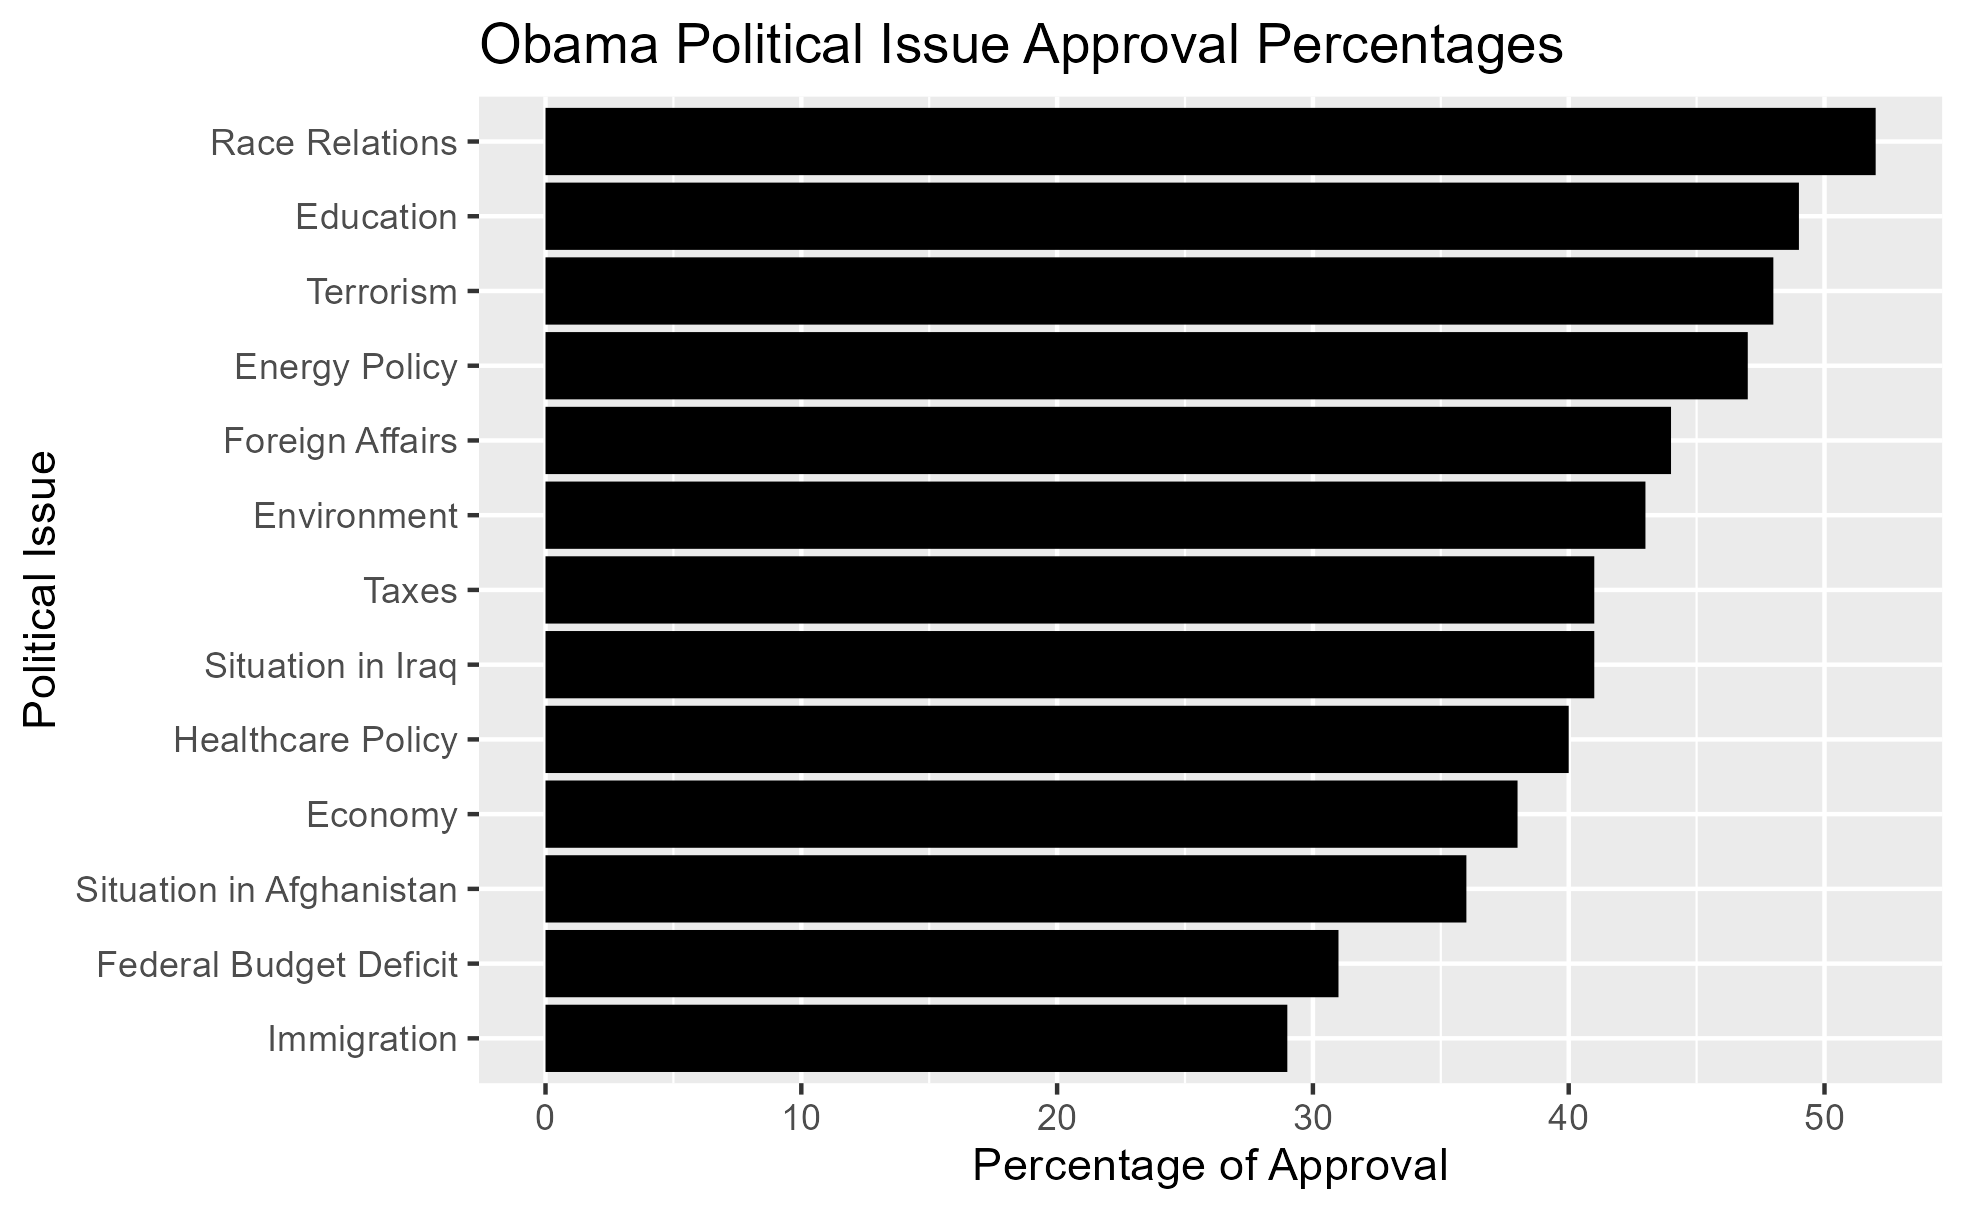 Obama Political Issue Approval Percentages
Political Issue
Race Relations
Education
Terrorism
Energy Policy
Foreign Affairs
Environment
Taxes
Situation in Iraq
Healthcare Policy
Economy
Situation in Afghanistan
Federal Budget Deficit
Immigration
0 10 20 30 40 50
Percentage of Approval